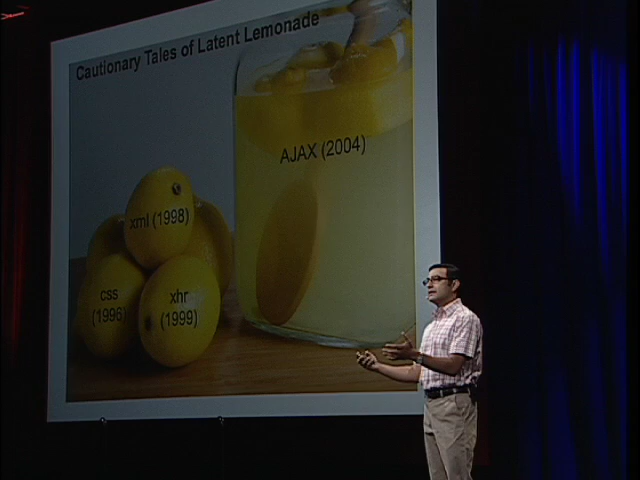 Cautionary Tales of Latent Lemonade
AJAX (2004)
xml (1998)
css
(1996)
xhr
(1999)